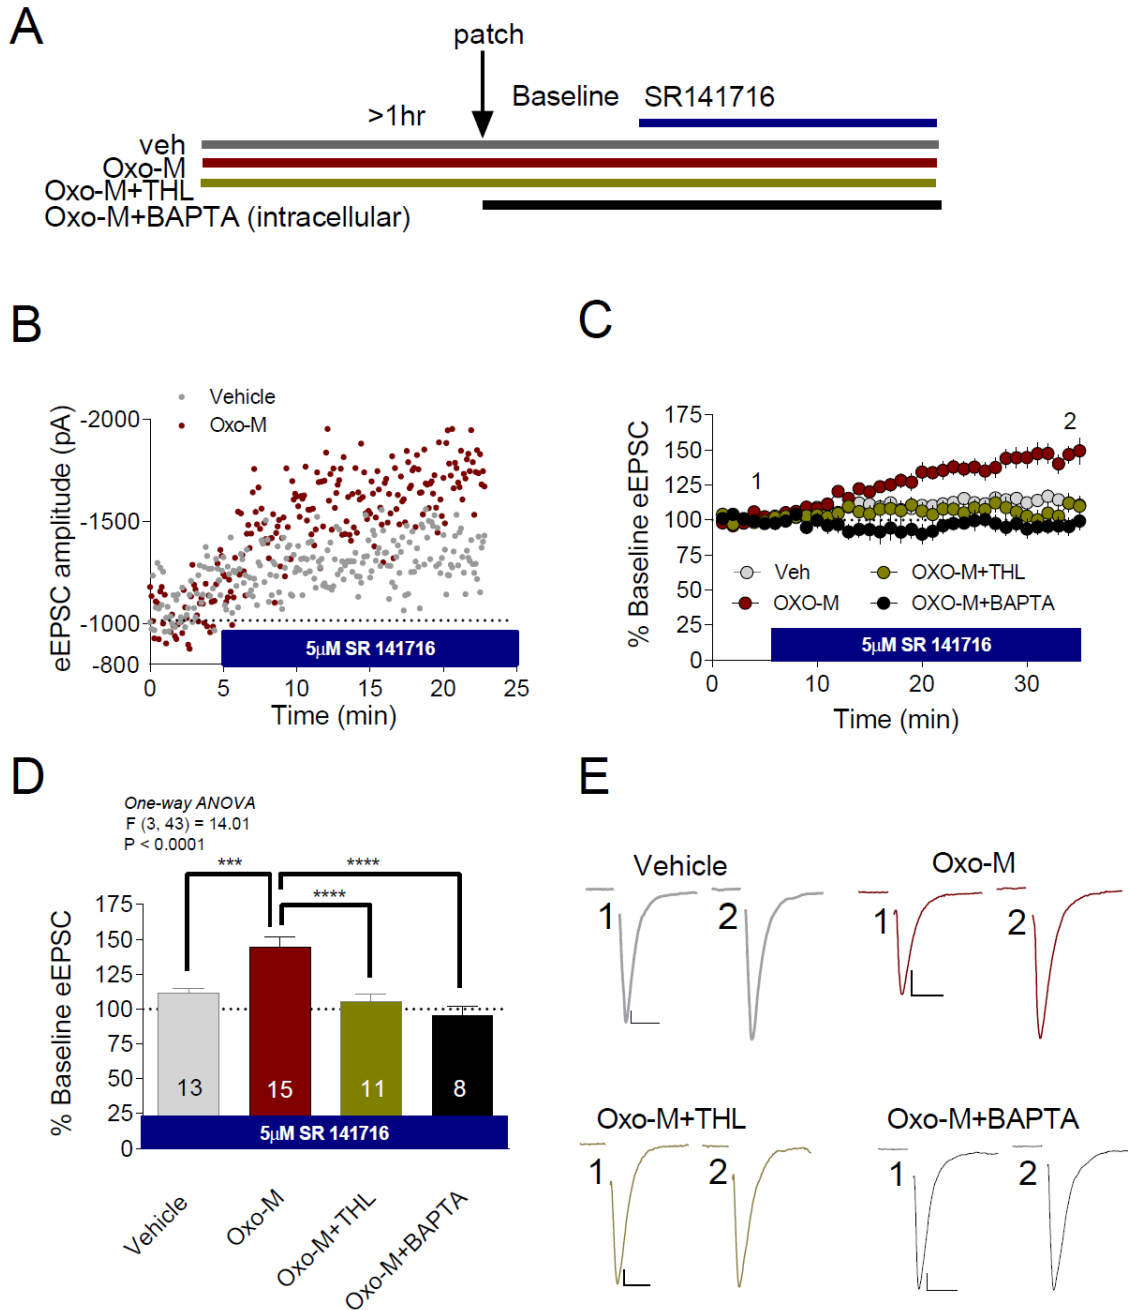 A
patch
Baseline SR141716
>1hr
veh
Oxo-M
Oxo-M+THL
Oxo-M+BAPTA (intracellular)
B
Vehicle
Oxo-M
eEPSC amplitude (pA)
-2000
-1500
-1000
-800
5μM SR 141716
0 5 10 15 20 25
Time (min)
C
% Baseline eEPSC
175
150
125
100
75
50
25
0
1
2
Veh
OXO-M+THL
OXO-M
OXO-M+BAPTA
5μM SR 141716
0 10 20 30
Time (min)
D
One-way ANOVA
F (3, 43) = 14.01
P < 0.0001
***
****
****
% Baseline eEPSC
175
150
125
100
75
50
25
0
13 15 11 8
5μM SR 141716
Vehicle
Oxo-M
Oxo-M+THL
Oxo-M+BAPTA
E
Vehicle
1 2
Oxo-M
1 2
Oxo-M+THL
1 2
Oxo-M+BAPTA
1 2